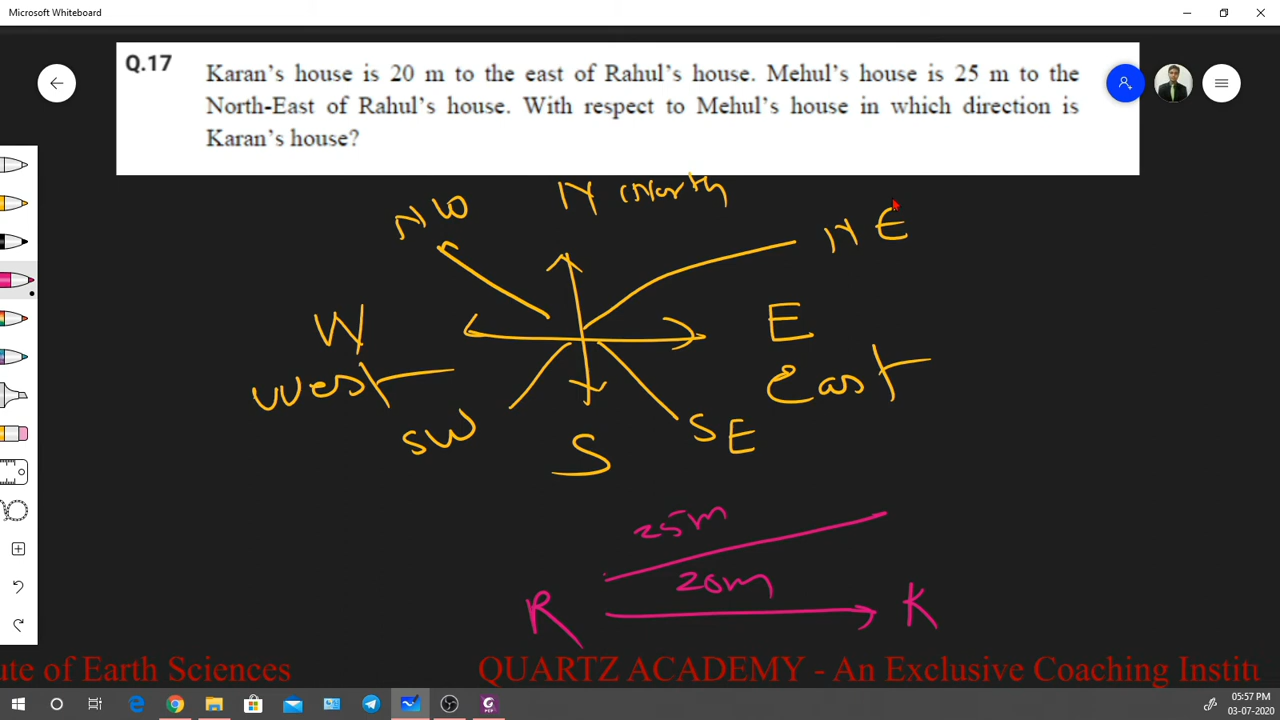 Microsoft Whiteboard
Q.17
Karan's house is 20 m to the east of Rahul's house. Mehul's house is 25 m to the
North-East of Rahul's house. With respect to Mehul's house in which direction is
Karan's house?
NW
N (North
NE
W
West
E
East
SW
S
SE
25m
20m
R
K
ute of Earth Sciences
QUARTZ ACADEMY - An Exclusive Coaching Institu
05:57 PM
03-07-2020